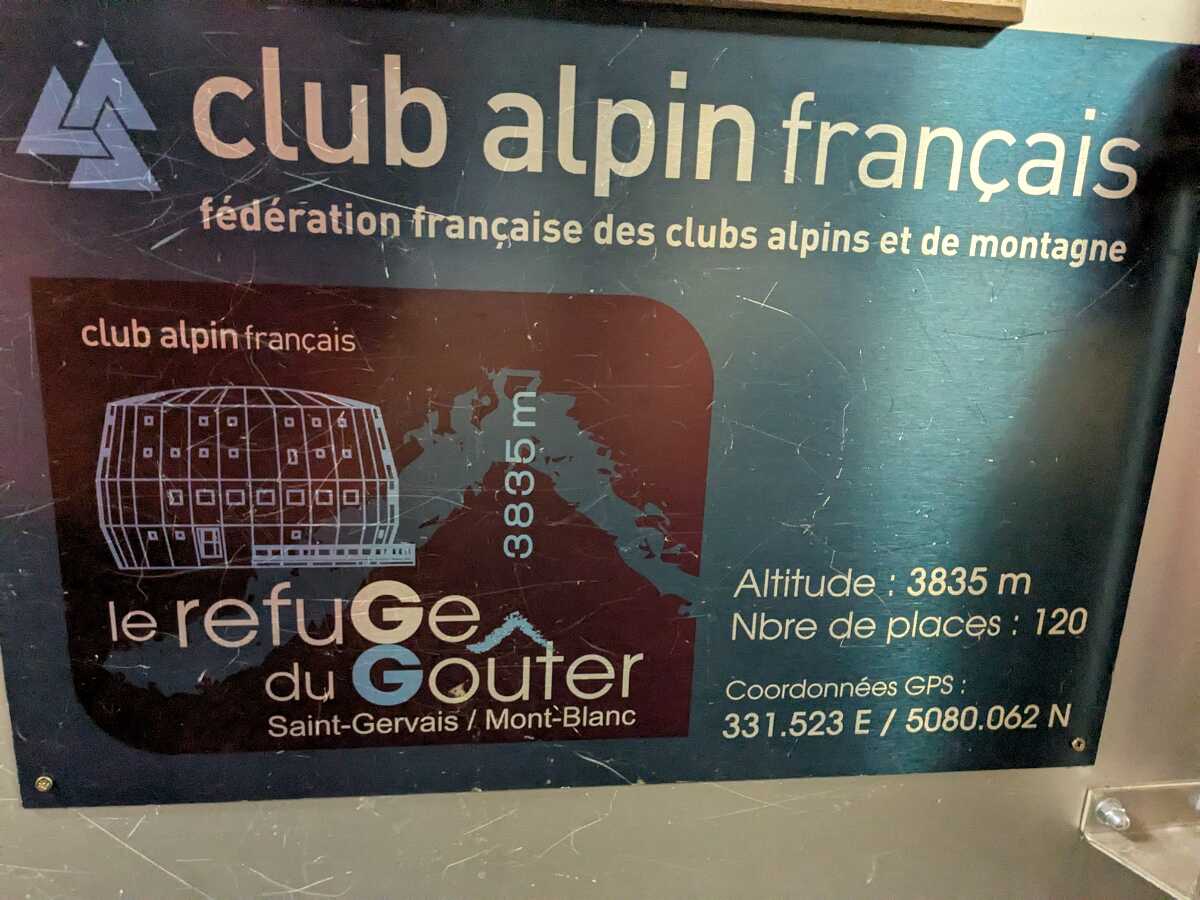 club alpin français
fédération française des clubs alpins et de montagne
club alpin français
3835 m
le refuGe
du Goûter
Saint-Gervais / Mont-Blanc
Altitude : 3835 m
Nbre de places : 120
Coordonnées GPS :
331.523 E / 5080.062 N